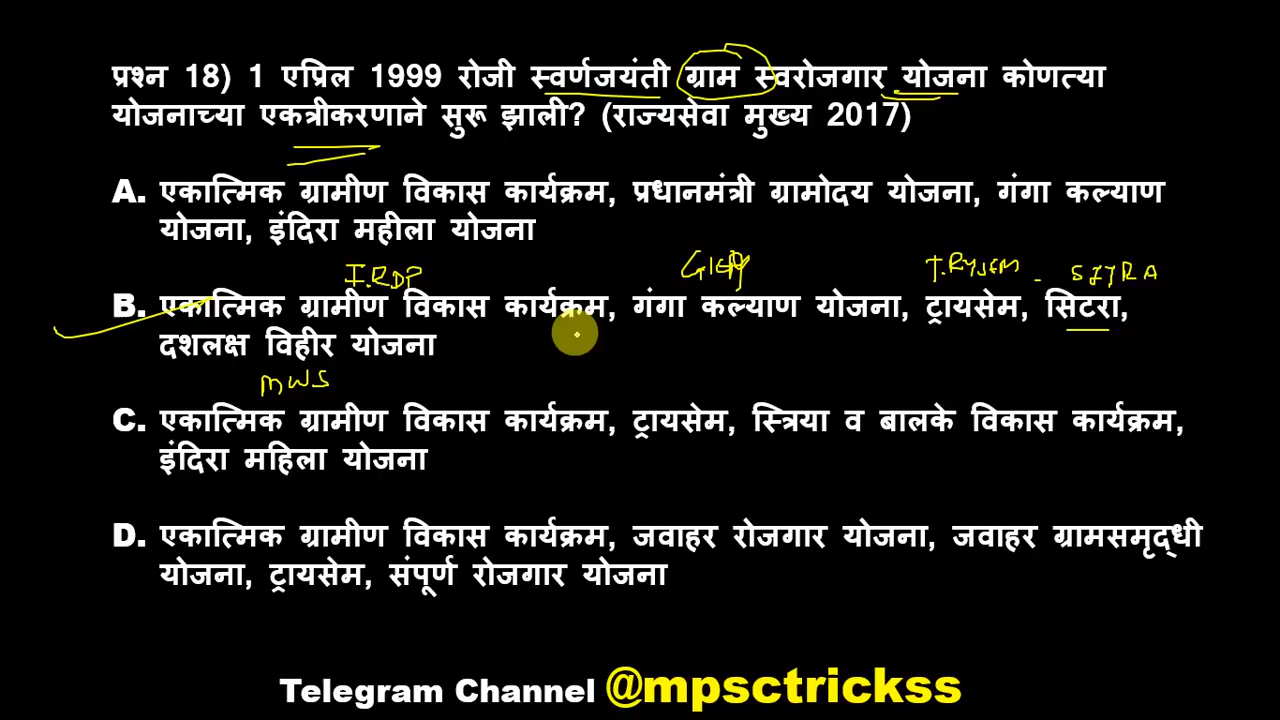 प्रश्न 18) 1 एप्रिल 1999 रोजी स्वर्णजयंती ग्राम स्वरोजगार योजना कोणत्या
योजनाच्या एकत्रीकरणाने सुरू झाली? (राज्यसेवा मुख्य 2017)
A. एकात्मिक ग्रामीण विकास कार्यक्रम, प्रधानमंत्री ग्रामोदय योजना, गंगा कल्याण
योजना, इंदिरा महीला योजना
I.RDP
B. एकात्मिक ग्रामीण विकास कार्यक्रम, गंगा कल्याण योजना, ट्रायसेम, सिटरा,
दशलक्ष विहीर योजना
MWS
C. एकात्मिक ग्रामीण विकास कार्यक्रम, ट्रायसेम, स्त्रिया व बालके विकास कार्यक्रम,
इंदिरा महिला योजना
D. एकात्मिक ग्रामीण विकास कार्यक्रम, जवाहर रोजगार योजना, जवाहर ग्रामसमृद्धी
योजना, ट्रायसेम, संपूर्ण रोजगार योजना
Telegram Channel @mpsctrickss